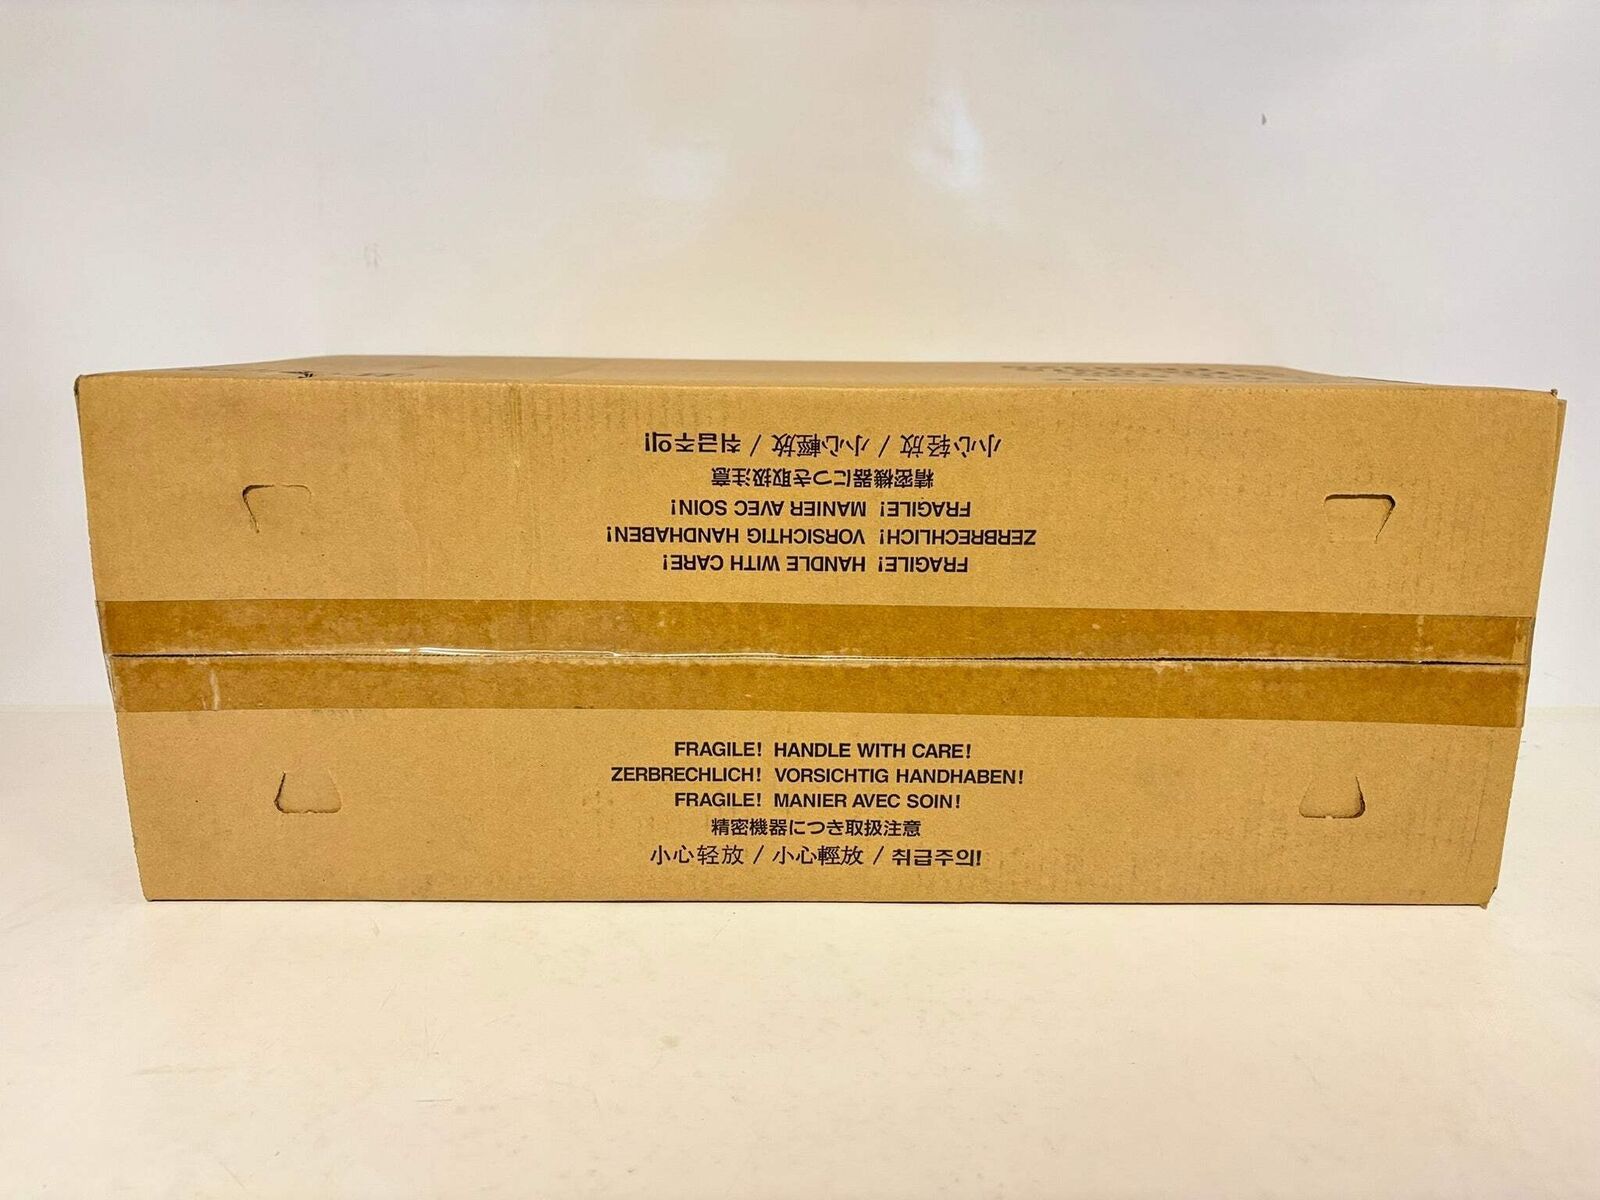 小心轻放 / 小心輕放 / 취급주의!
精密機器につき取扱注意
FRAGILE! MANIER AVEC SOIN!
ZERBRECHLICH! VORSICHTIG HANDHABEN!
FRAGILE! HANDLE WITH CARE!
FRAGILE! HANDLE WITH CARE!
ZERBRECHLICH! VORSICHTIG HANDHABEN!
FRAGILE! MANIER AVEC SOIN!
精密機器につき取扱注意
小心轻放 / 小心輕放 / 취급주의!